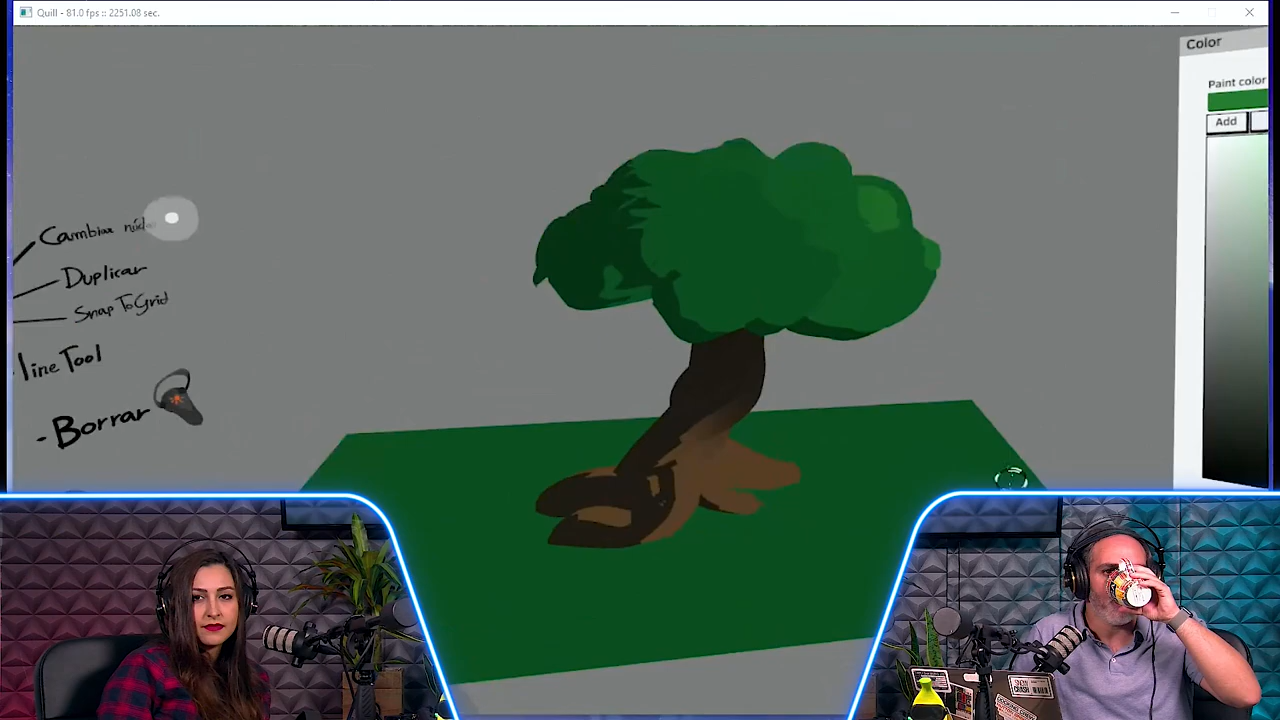 Quill - 81.0 fps :: 2251.08 sec.
Color
Paint color
Add
Cambiar
Duplicar
Snap To Grid
line Tool
- Borrar